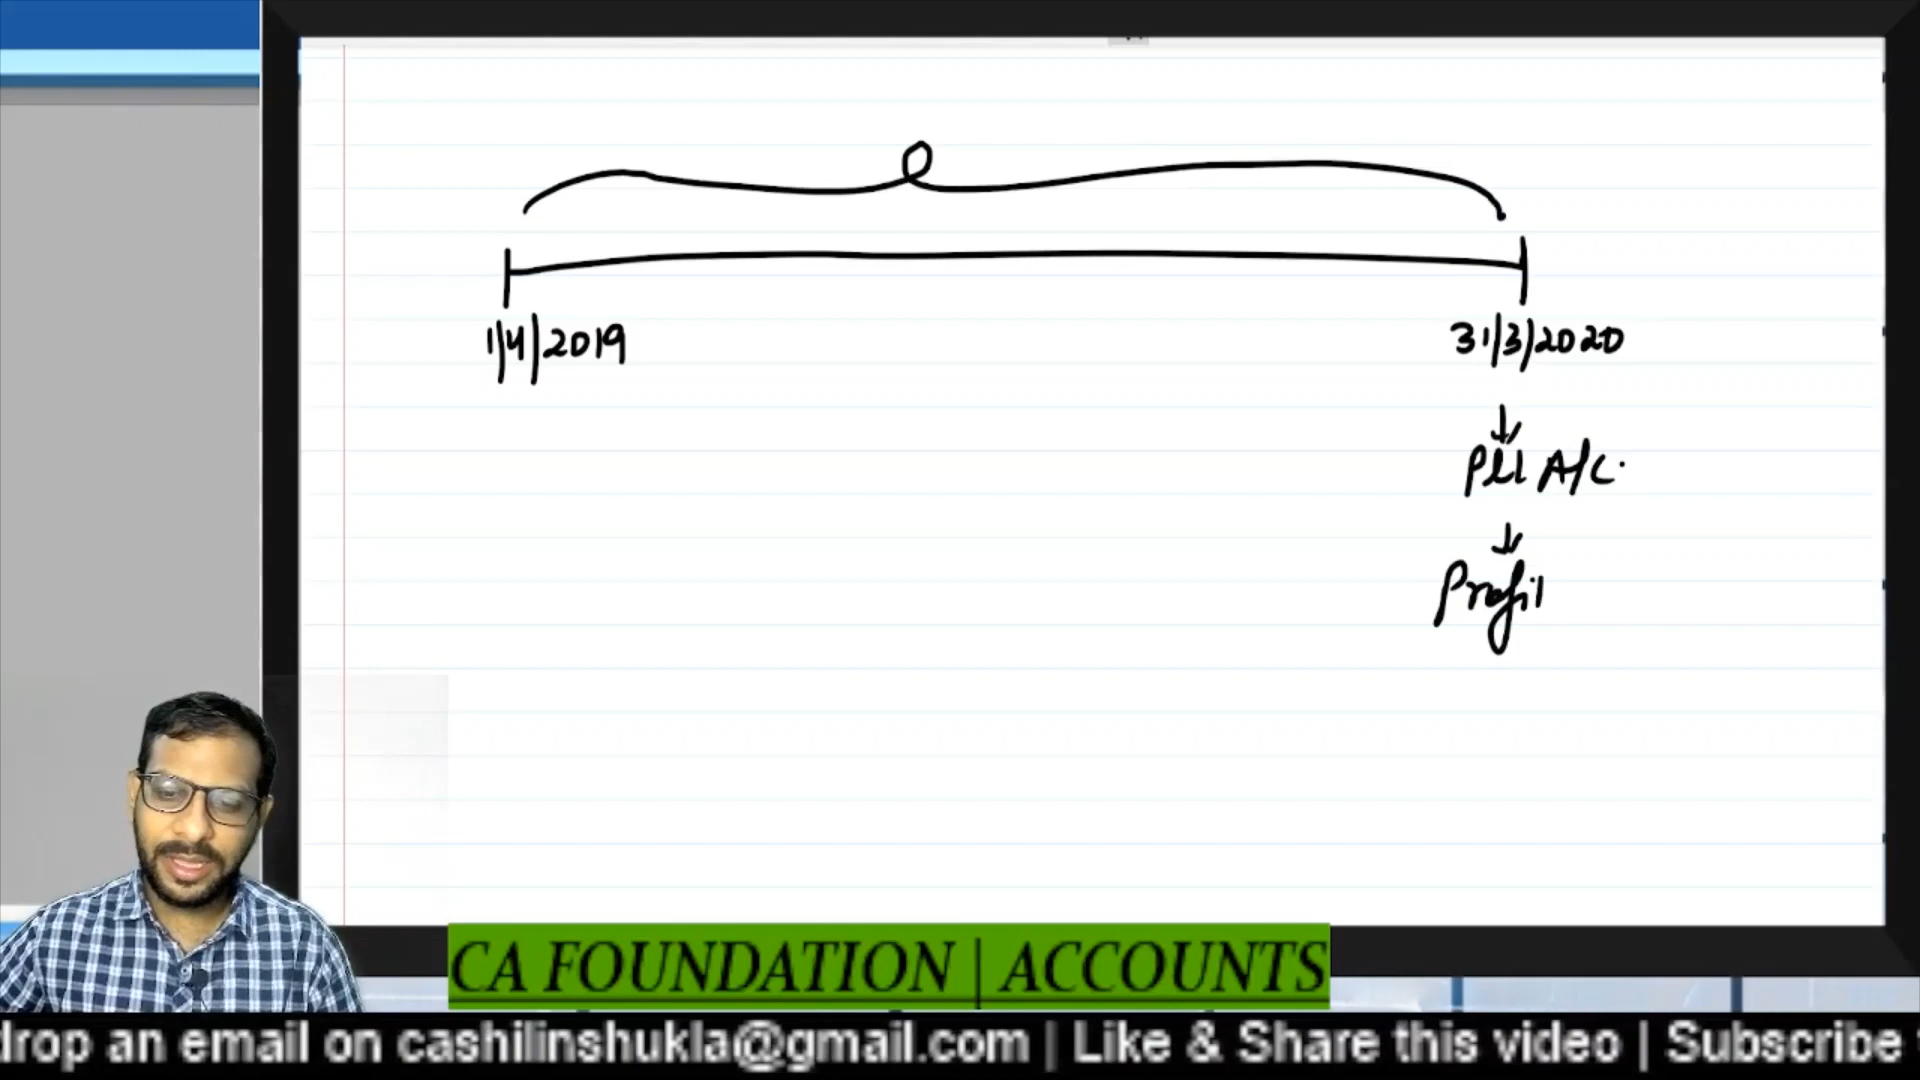 1/4/2019
31/3/2020
P&L A/C.
Profit
CA FOUNDATION | ACCOUNTS
drop an email on cashilinshukla@gmail.com | Like & Share this video | Subscribe